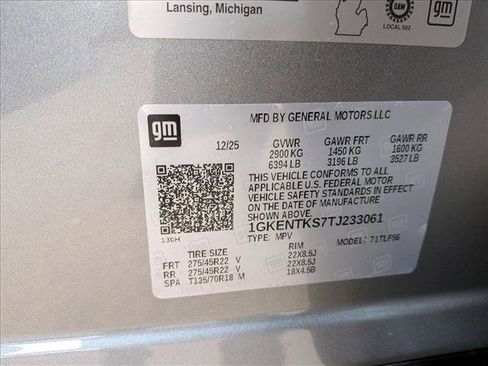 Lansing, Michigan
UAW
LOCAL 602
gm
gm
MFD BY GENERAL MOTORS LLC
12/25 GVWR GAWR FRT GAWR RR
2900 KG 1450 KG 1600 KG
6394 LB 3196 LB 3527 LB
THIS VEHICLE CONFORMS TO ALL
APPLICABLE U.S. FEDERAL MOTOR
VEHICLE SAFETY STANDARDS IN EFFECT
ON THE DATE OF MANUFACTURE SHOWN ABOVE.
1GKENTKS7TJ233061
TYPE: MPV MODEL: 71TLF56
130H
TIRE SIZE RIM
FRT 275/45R22 V 22X8.5J
RR 275/45R22 V 22X8.5J
SPA T135/70R18 M 18X4.5B